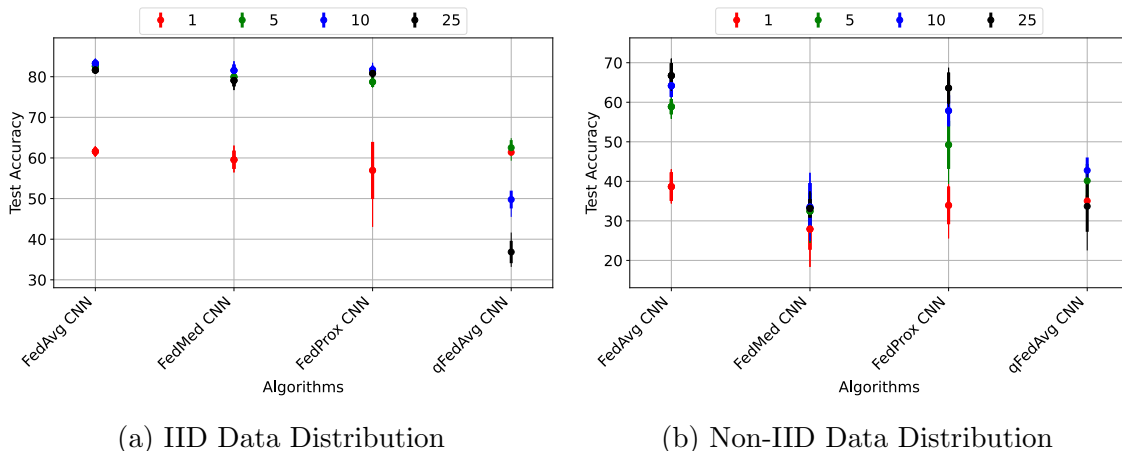 1 5 10 25
Test Accuracy
80
70
60
50
40
30
FedAvg CNN
FedMed CNN
FedProx CNN
qFedAvg CNN
Algorithms
(a) IID Data Distribution
1 5 10 25
Test Accuracy
70
60
50
40
30
20
FedAvg CNN
FedMed CNN
FedProx CNN
qFedAvg CNN
Algorithms
(b) Non-IID Data Distribution